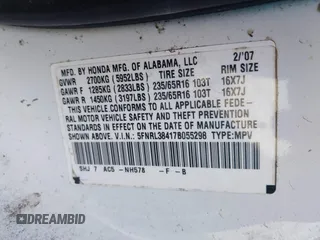 MFD. BY HONDA MFG. OF ALABAMA, LLC 2/'07
GVWR 2700KG (5952LBS) TIRE SIZE RIM SIZE
GAWR F 1285KG (2833LBS) 235/65R16 103T 16X7J
GAWR R 1450KG (3197LBS) 235/65R16 103T 16X7J
THIS VEHICLE CONFORMS TO ALL APPLICABLE FEDE-
RAL MOTOR VEHICLE SAFETY AND THEFT PREVENTION
STANDARDS IN EFFECT ON THE DATE OF MANUFACTURE
SHOWN ABOVE. V.I.N: 5FNRL38417B055298 TYPE:MPV
SHJ 7 AC5 -NH578 -F -B
DREAMBID
DREAMBID.COM